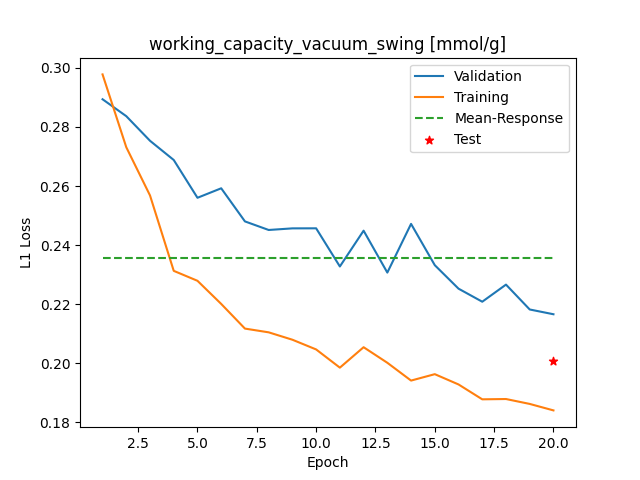 working_capacity_vacuum_swing [mmol/g]
0.30
0.28
0.26
0.24
0.22
0.20
0.18
L1 Loss
Validation
Training
Mean-Response
Test
2.5 5.0 7.5 10.0 12.5 15.0 17.5 20.0
Epoch